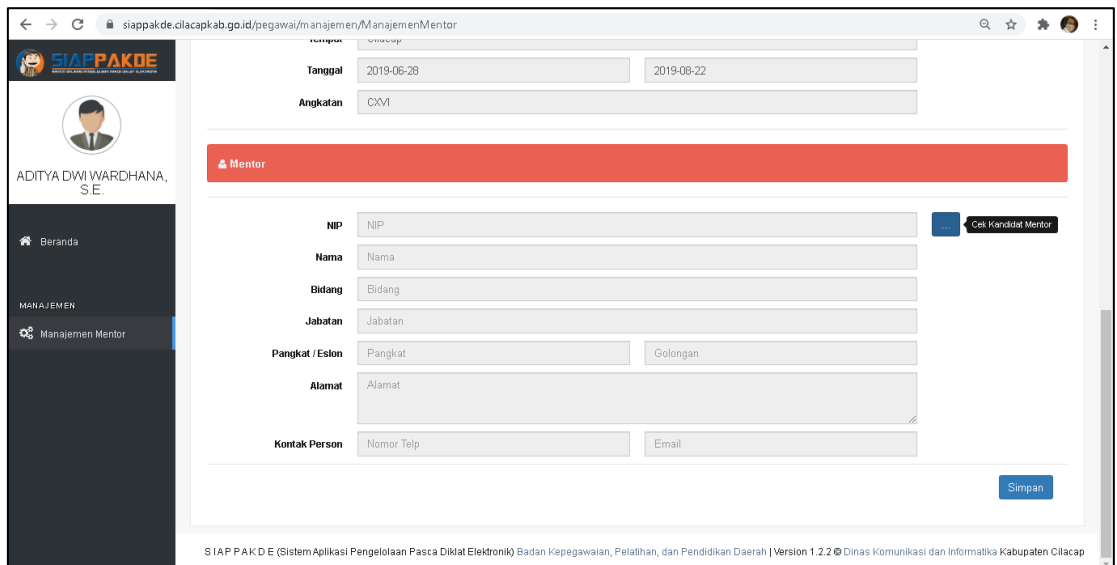 siappakde.cilacapkab.go.id/pegawai/manajemen/ManajemenMentor
SIAPPAKDE
Tempat Cilacap
Tanggal 2019-06-28 2019-08-22
Angkatan CXVI
ADITYA DWI WARDHANA, S.E.
Mentor
Beranda
MANAJEMEN
Manajemen Mentor
NIP NIP ... Cek Kandidat Mentor
Nama Nama
Bidang Bidang
Jabatan Jabatan
Pangkat / Eslon Pangkat Golongan
Alamat Alamat
Kontak Person Nomor Telp Email
Simpan
S I A P P A K D E (Sistem Aplikasi Pengelolaan Pasca Diklat Elektronik) Badan Kepegawaian, Pelatihan, dan Pendidikan Daerah | Version 1.2.2 © Dinas Komunikasi dan Informatika Kabupaten Cilacap